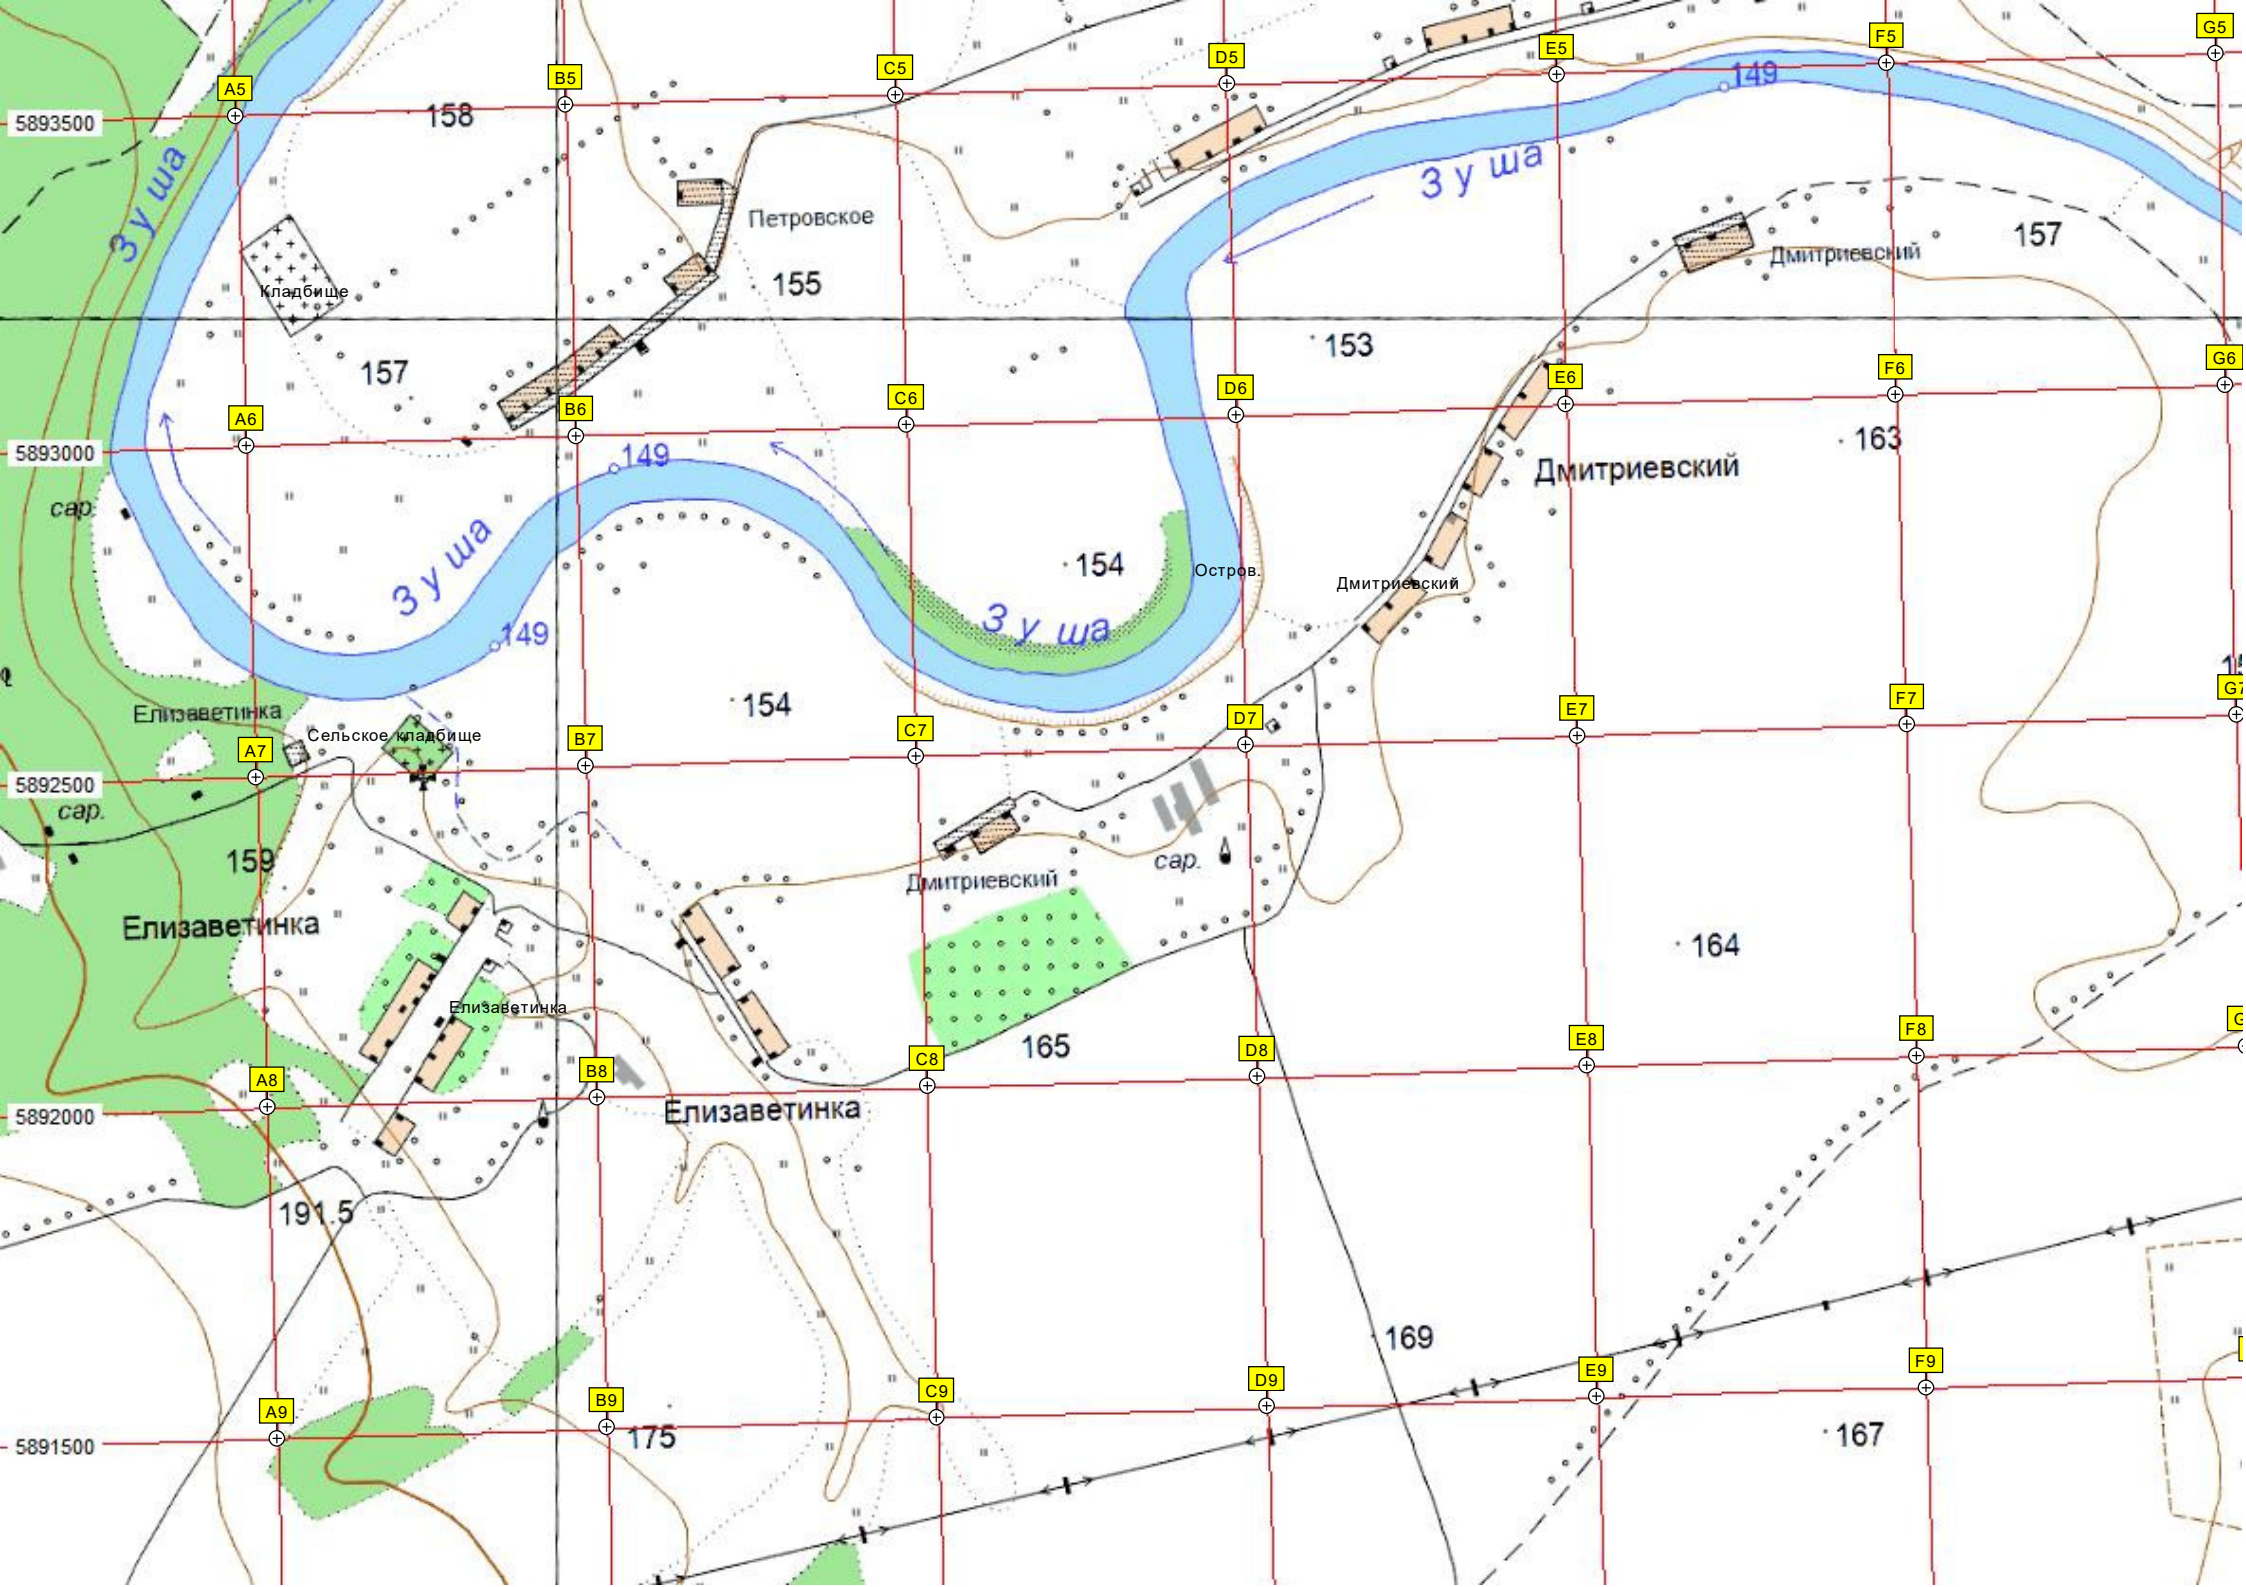 A5
B5
C5
D5
E5
F5
G5
5893500
158
149
Зуша
Зуша
Петровское
155
157
Дмитриевский
Кладбище
153
157
A6
B6
C6
D6
E6
F6
G6
5893000
149
163
Дмитриевский
сар.
Зуша
154
Остров.
Дмитриевский
Зуша
149
154
Елизаветинка
Сельское кладбище
A7
B7
C7
D7
E7
F7
G7
5892500
сар.
159
сар.
Дмитриевский
Елизаветинка
164
Елизаветинка
165
A8
B8
C8
D8
E8
F8
5892000
Елизаветинка
191.5
169
A9
B9
C9
D9
E9
F9
5891500
175
167